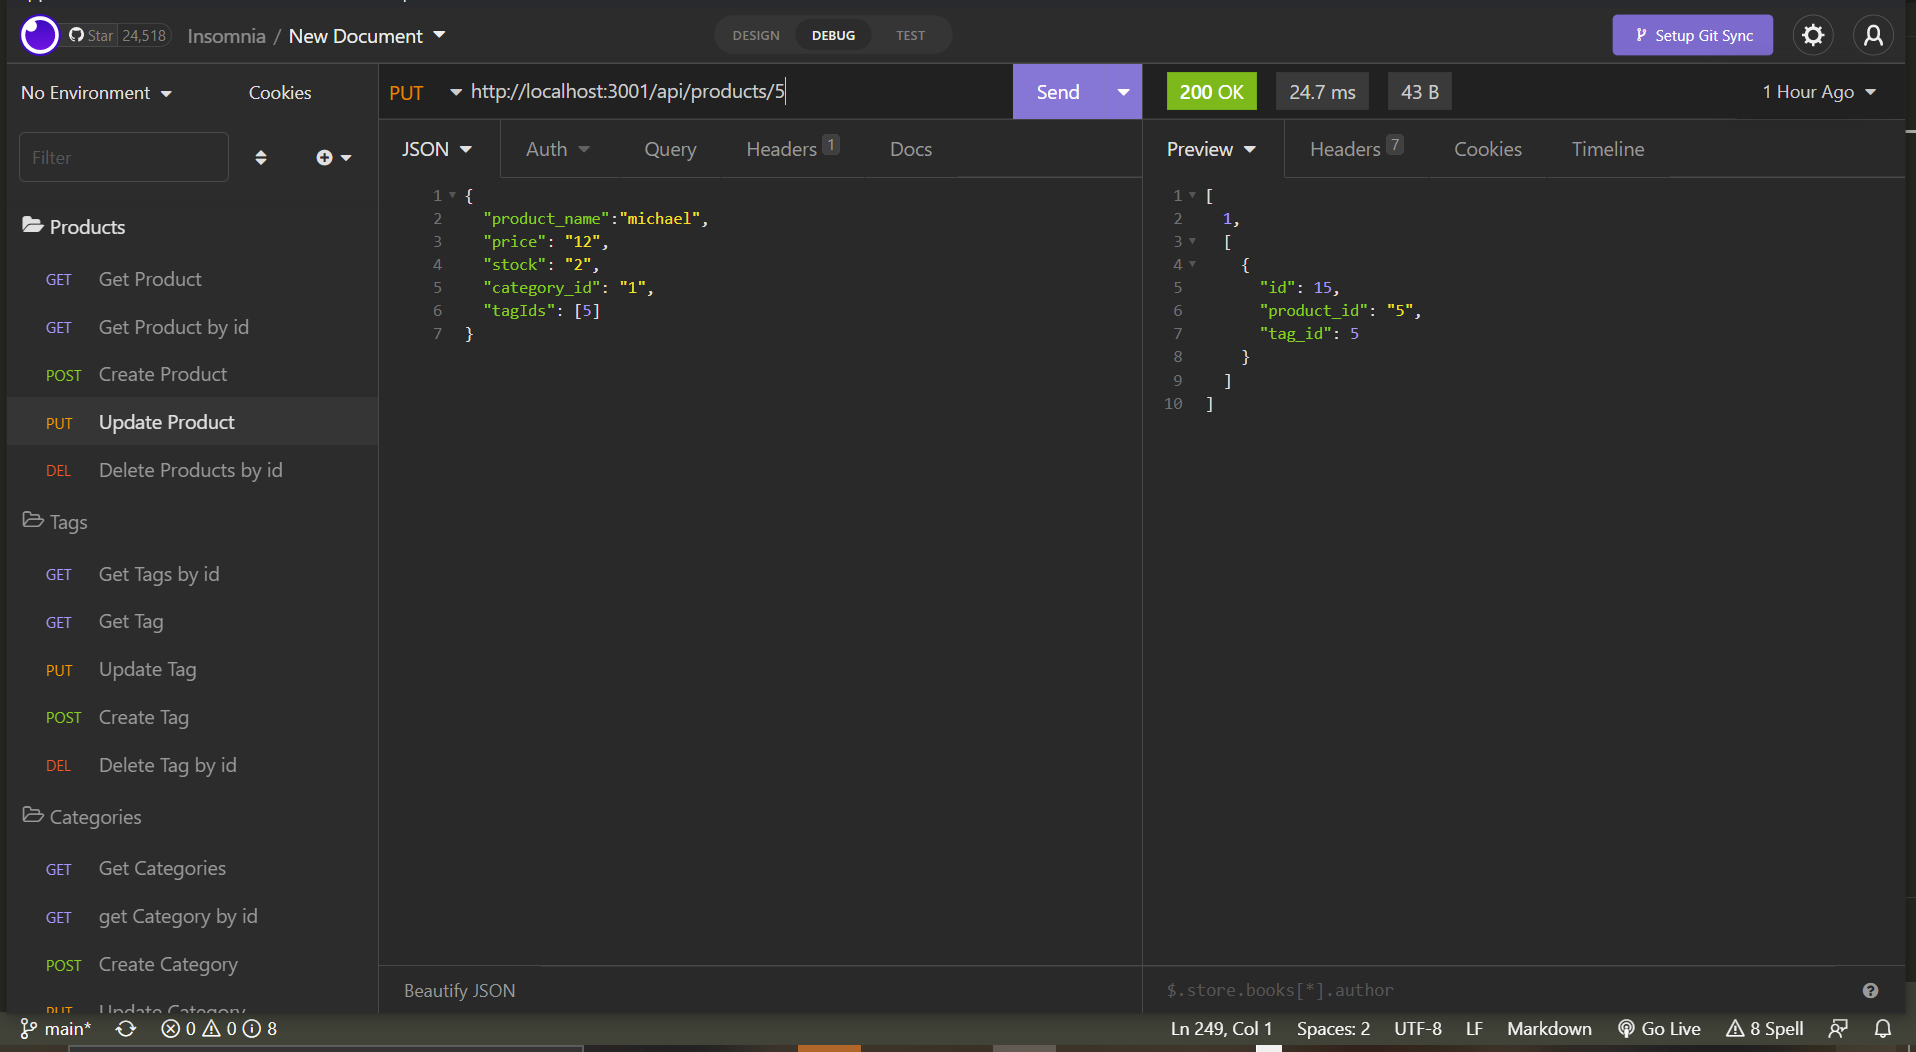 Star 24,518 Insomnia / New Document DESIGN DEBUG TEST Setup Git Sync
No Environment Cookies
PUT http://localhost:3001/api/products/5 Send
200 OK 24.7 ms 43 B 1 Hour Ago
Filter
Products
GET Get Product
GET Get Product by id
POST Create Product
PUT Update Product
DEL Delete Products by id
Tags
GET Get Tags by id
GET Get Tag
PUT Update Tag
POST Create Tag
DEL Delete Tag by id
Categories
GET Get Categories
GET get Category by id
POST Create Category
PUT Update Category
JSON Auth Query Headers 1 Docs
1 {
2 "product_name":"michael",
3 "price": "12",
4 "stock": "2",
5 "category_id": "1",
6 "tagIds": [5]
7 }
Beautify JSON
Preview Headers 7 Cookies Timeline
1 [
2 1,
3 [
4 {
5 "id": 15,
6 "product_id": "5",
7 "tag_id": 5
8 }
9 ]
10 ]
$.store.books[*].author
main* 0 0 8 Ln 249, Col 1 Spaces: 2 UTF-8 LF Markdown Go Live 8 Spell